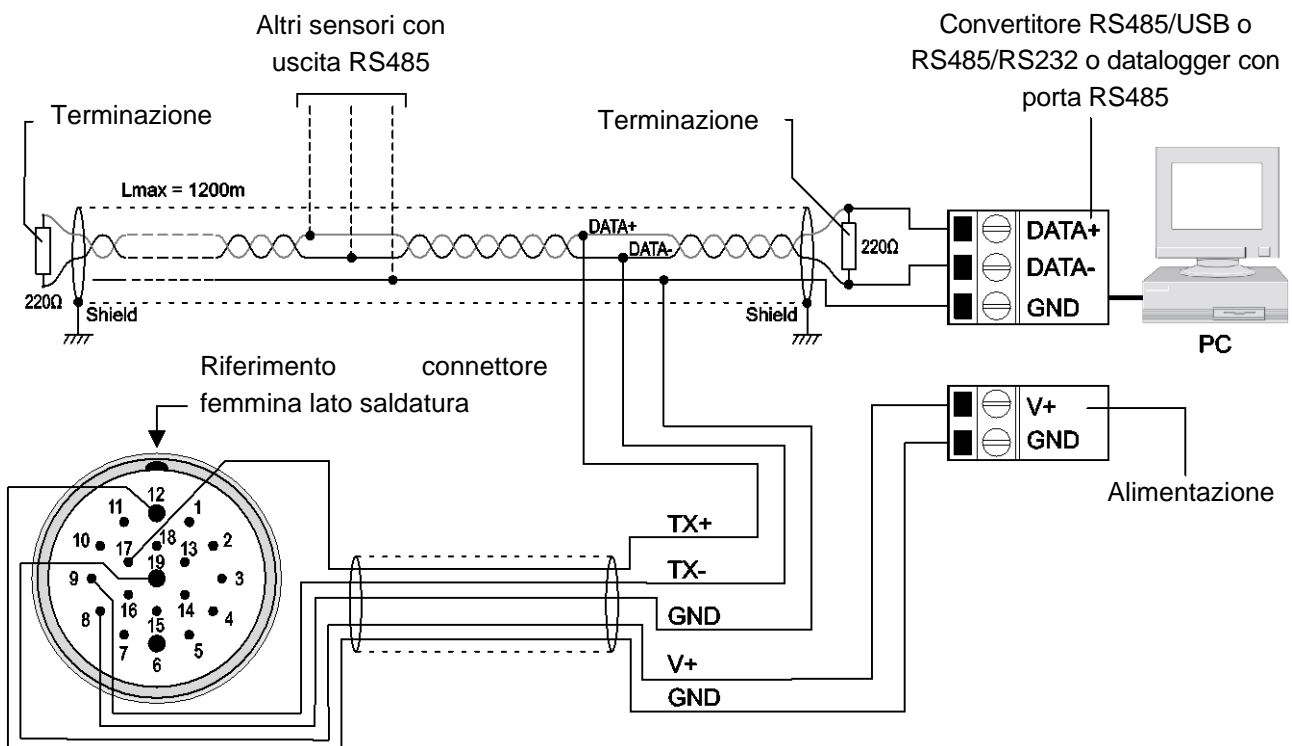 Altri sensori con
uscita RS485
Convertitore RS485/USB o
RS485/RS232 o datalogger con
porta RS485
Terminazione
Terminazione
Lmax = 1200m
DATA+
DATA-
220Ω
220Ω
Shield
Shield
DATA+
DATA-
GND
PC
Riferimento connettore
femmina lato saldatura
V+
GND
Alimentazione
12
11
1
10
18
2
17
13
19
9
3
16
14
8
4
15
7
5
6
TX+
TX-
GND
V+
GND